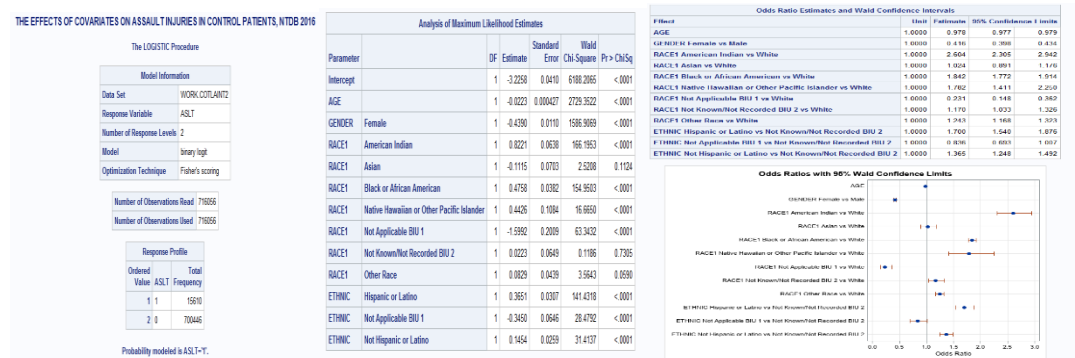 THE EFFECTS OF COVARIATES ON ASSAULT INJURIES IN CONTROL PATIENTS, NTDB 2016
The LOGISTIC Procedure
Model Information
Data Set WORK.COTLAINT2
Response Variable ASLT
Number of Response Levels 2
Model binary logit
Optimization Technique Fisher's scoring
Number of Observations Read 716056
Number of Observations Used 716056
Response Profile
Ordered Value ASLT Total Frequency
1 1 15610
2 0 700446
Probability modeled is ASLT='1'.
Analysis of Maximum Likelihood Estimates
Parameter DF Estimate Standard Error Wald Chi-Square Pr > ChiSq
Intercept 1 -3.2258 0.0410 6188.2065 <.0001
AGE 1 -0.0223 0.000427 2729.3522 <.0001
GENDER Female 1 -0.4390 0.0110 1586.9069 <.0001
RACE1 American Indian 1 0.8221 0.0638 166.1953 <.0001
RACE1 Asian 1 -0.1115 0.0703 2.5208 0.1124
RACE1 Black or African American 1 0.4758 0.0382 154.9503 <.0001
RACE1 Native Hawaiian or Other Pacific Islander 1 0.4426 0.1084 16.6650 <.0001
RACE1 Not Applicable BIU 1 1 -1.5992 0.2009 63.3432 <.0001
RACE1 Not Known/Not Recorded BIU 2 1 0.0223 0.0649 0.1186 0.7305
RACE1 Other Race 1 0.0829 0.0439 3.5643 0.0590
ETHNIC Hispanic or Latino 1 0.3651 0.0307 141.4318 <.0001
ETHNIC Not Applicable BIU 1 1 -0.3450 0.0646 28.4792 <.0001
ETHNIC Not Hispanic or Latino 1 0.1454 0.0259 31.4137 <.0001
Odds Ratio Estimates and Wald Confidence Intervals
Effect Unit Estimate 95% Confidence Limits
AGE 1.0000 0.978 0.977 0.979
GENDER Female vs Male 1.0000 0.416 0.398 0.434
RACE1 American Indian vs White 1.0000 2.604 2.305 2.942
RACE1 Asian vs White 1.0000 1.024 0.891 1.176
RACE1 Black or African American vs White 1.0000 1.842 1.772 1.914
RACE1 Native Hawaiian or Other Pacific Islander vs White 1.0000 1.782 1.411 2.250
RACE1 Not Applicable BIU 1 vs White 1.0000 0.231 0.148 0.362
RACE1 Not Known/Not Recorded BIU 2 vs White 1.0000 1.170 1.033 1.326
RACE1 Other Race vs White 1.0000 1.243 1.168 1.323
ETHNIC Hispanic or Latino vs Not Known/Not Recorded BIU 2 1.0000 1.700 1.540 1.876
ETHNIC Not Applicable BIU 1 vs Not Known/Not Recorded BIU 2 1.0000 0.836 0.693 1.007
ETHNIC Not Hispanic or Latino vs Not Known/Not Recorded BIU 2 1.0000 1.365 1.248 1.492
Odds Ratios with 95% Wald Confidence Limits
AGE
GENDER Female vs Male
RACE1 American Indian vs White
RACE1 Asian vs White
RACE1 Black or African American vs White
RACE1 Native Hawaiian or Other Pacific Islander vs White
RACE1 Not Applicable BIU 1 vs White
RACE1 Not Known/Not Recorded BIU 2 vs White
RACE1 Other Race vs White
ETHNIC Hispanic or Latino vs Not Known/Not Recorded BIU 2
ETHNIC Not Applicable BIU 1 vs Not Known/Not Recorded BIU 2
ETHNIC Not Hispanic or Latino vs Not Known/Not Recorded BIU 2
0.0 0.5 1.0 1.5 2.0 2.5 3.0
Odds Ratio